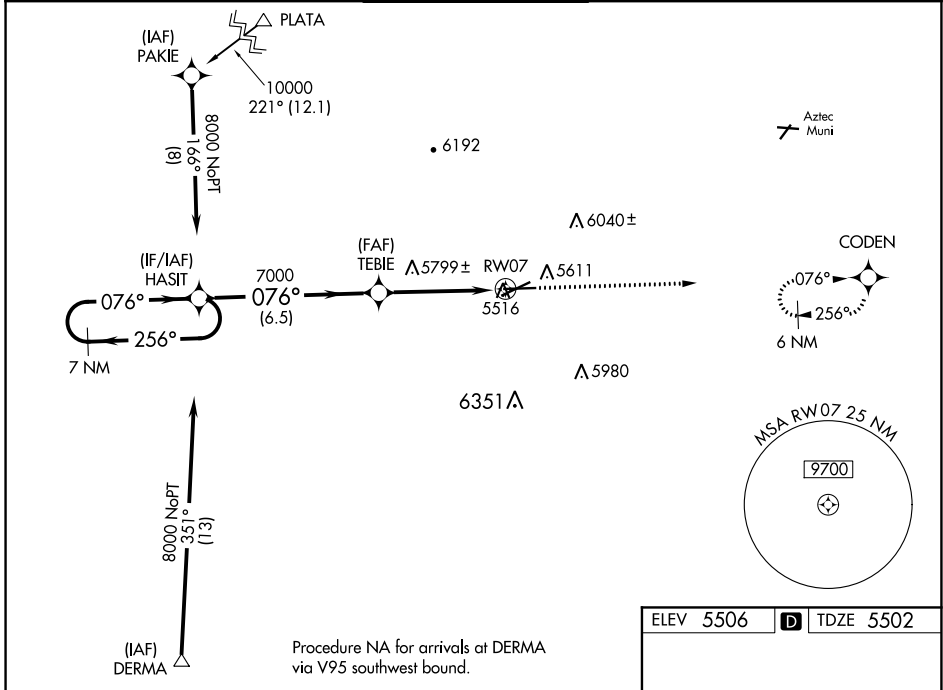 PLATA
(IAF)
PAKIE
10000
221° (12.1)
8000 NoPT
166°
(8)
6192
Aztec
Muni
6040±
(IF/IAF)
HASIT
7000
076°
(6.5)
(FAF)
TEBIE
5799±
RW07
5611
5516
CODEN
076°
256°
6 NM
076°
256°
7 NM
5980
6351
MSA RW07 25 NM
9700
8000 NoPT
351°
(13)
(IAF)
DERMA
Procedure NA for arrivals at DERMA
via V95 southwest bound.
ELEV 5506 D TDZE 5502